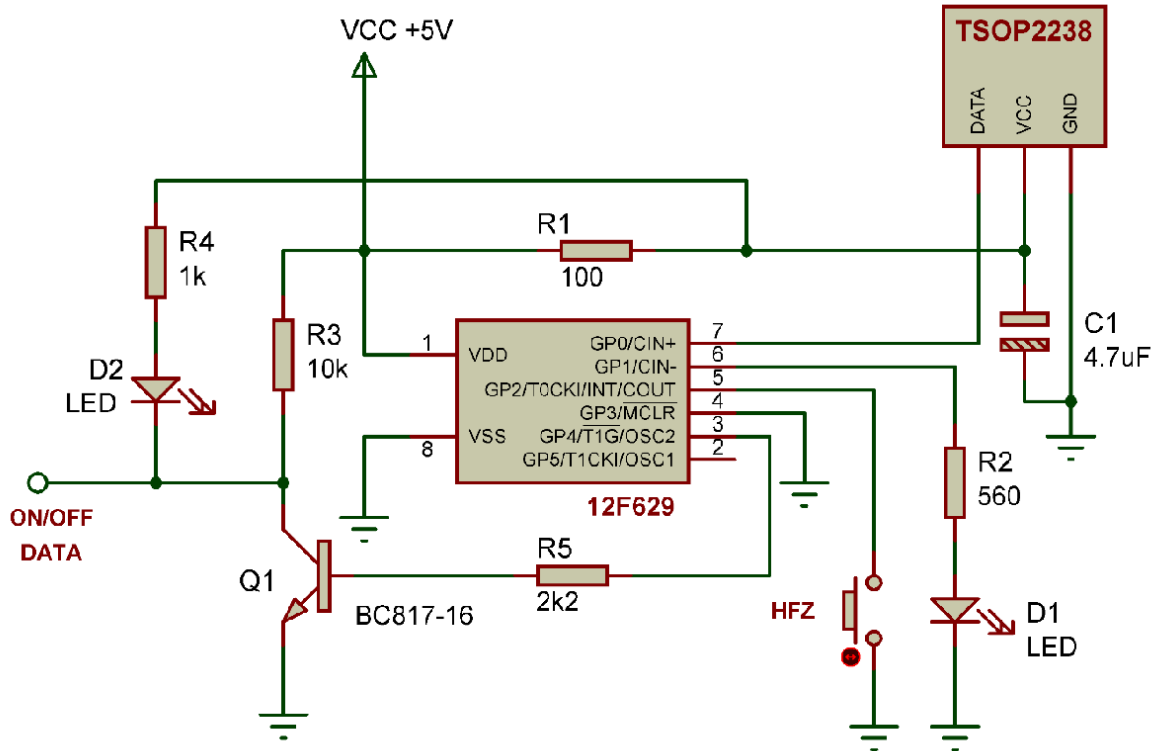 TSOP2238
DATA
VCC
GND
VCC +5V
R4
1k
R1
100
R3
10k
D2
LED
C1
4.7uF
1
VDD
GP0/CIN+
7
GP1/CIN-
6
GP2/T0CKI/INT/COUT
5
GP3/MCLR
4
8
VSS
GP4/T1G/OSC2
3
GP5/T1CKI/OSC1
2
12F629
R2
560
ON/OFF
DATA
Q1
BC817-16
R5
2k2
HFZ
D1
LED